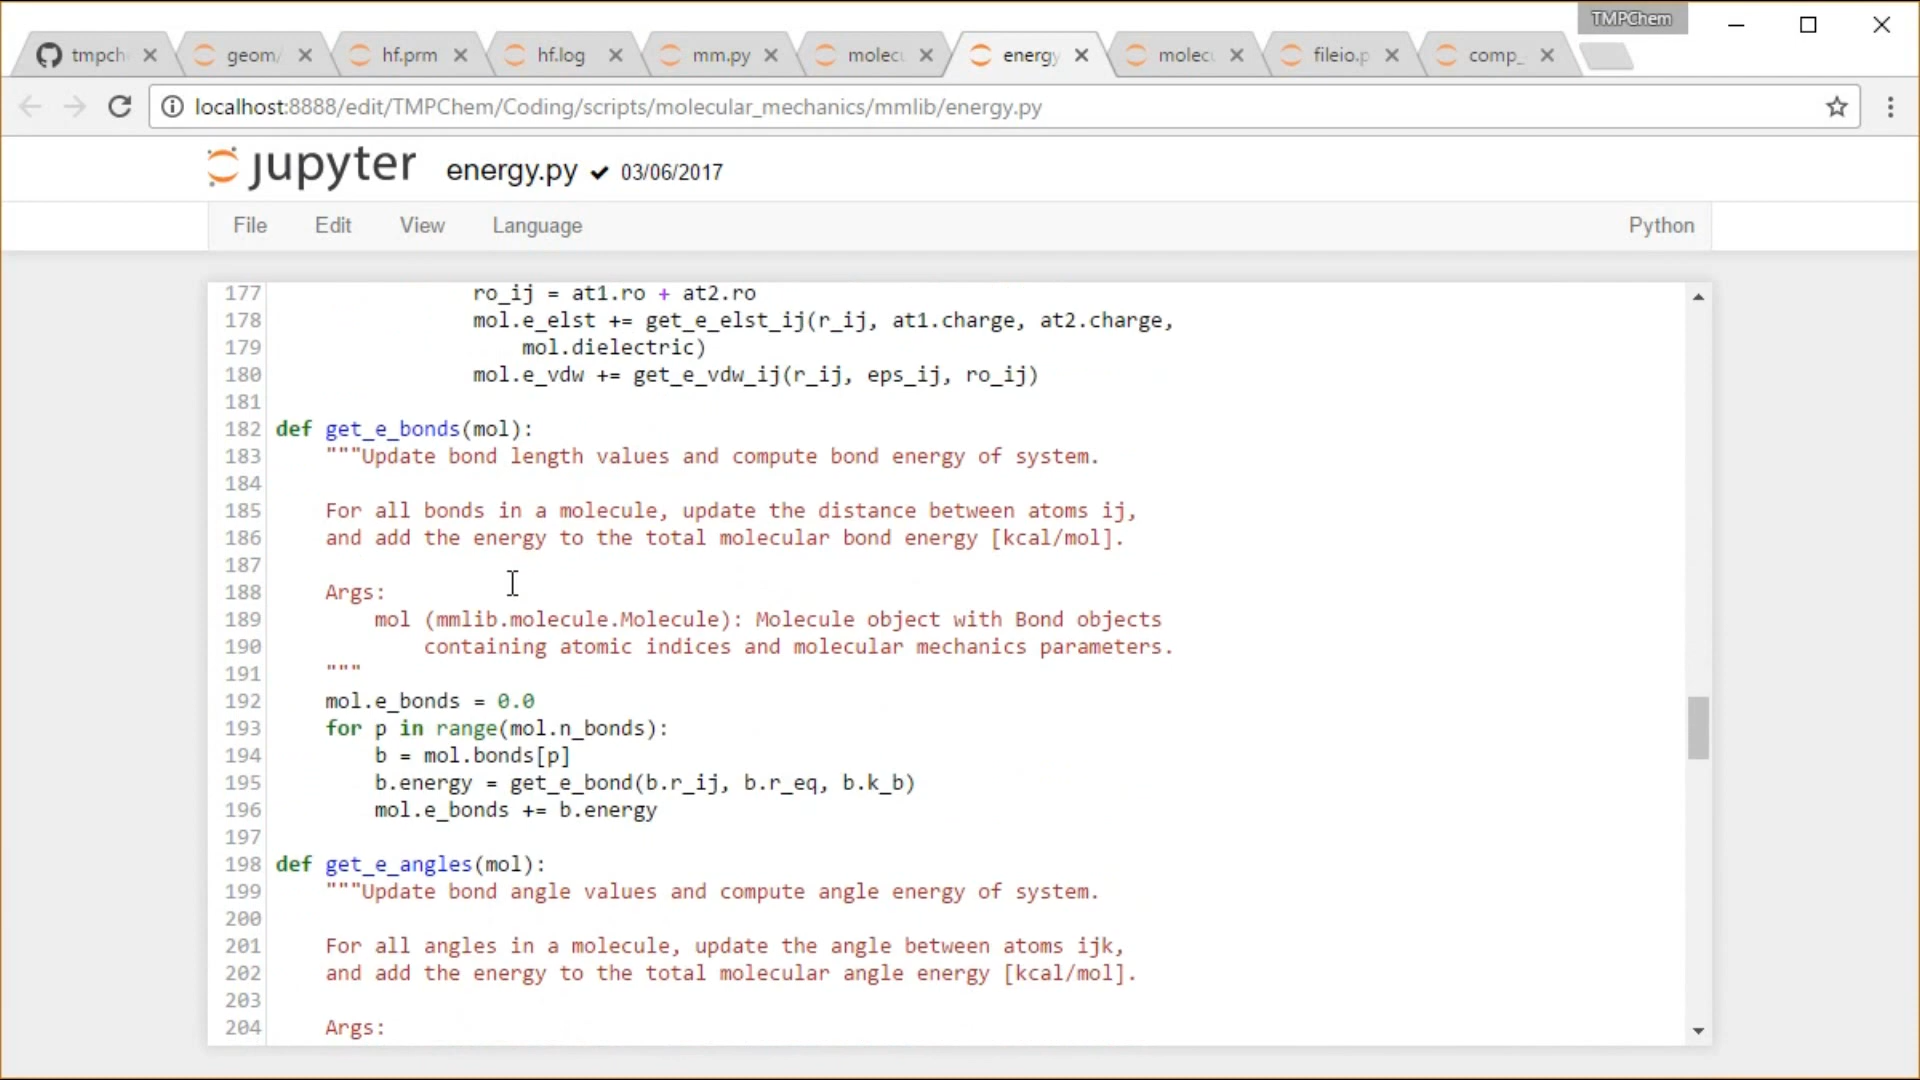 TMPChem
tmpch
geom/
hf.prm
hf.log
mm.py
molecu
energy
molecu
fileio.p
comp_
localhost:8888/edit/TMPChem/Coding/scripts/molecular_mechanics/mmlib/energy.py
jupyter energy.py ✔ 03/06/2017
File Edit View Language Python
177 ro_ij = at1.ro + at2.ro
178 mol.e_elst += get_e_elst_ij(r_ij, at1.charge, at2.charge,
179 mol.dielectric)
180 mol.e_vdw += get_e_vdw_ij(r_ij, eps_ij, ro_ij)
181
182 def get_e_bonds(mol):
183 """Update bond length values and compute bond energy of system.
184
185 For all bonds in a molecule, update the distance between atoms ij,
186 and add the energy to the total molecular bond energy [kcal/mol].
187
188 Args:
189 mol (mmlib.molecule.Molecule): Molecule object with Bond objects
190 containing atomic indices and molecular mechanics parameters.
191 """
192 mol.e_bonds = 0.0
193 for p in range(mol.n_bonds):
194 b = mol.bonds[p]
195 b.energy = get_e_bond(b.r_ij, b.r_eq, b.k_b)
196 mol.e_bonds += b.energy
197
198 def get_e_angles(mol):
199 """Update bond angle values and compute angle energy of system.
200
201 For all angles in a molecule, update the angle between atoms ijk,
202 and add the energy to the total molecular angle energy [kcal/mol].
203
204 Args: